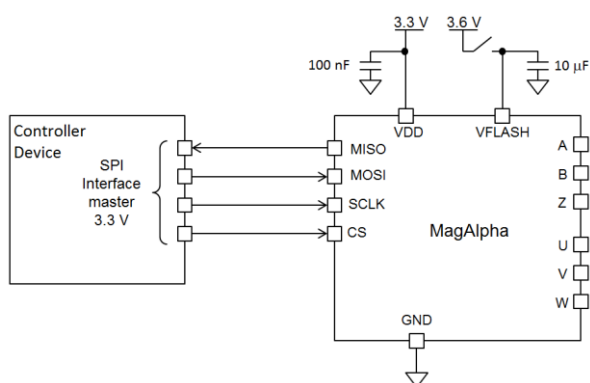 3.3 V
3.6 V
100 nF
10 µF
Controller
Device
SPI
Interface
master
3.3 V
VDD
VFLASH
MISO
MOSI
SCLK
CS
MagAlpha
A
B
Z
U
V
W
GND